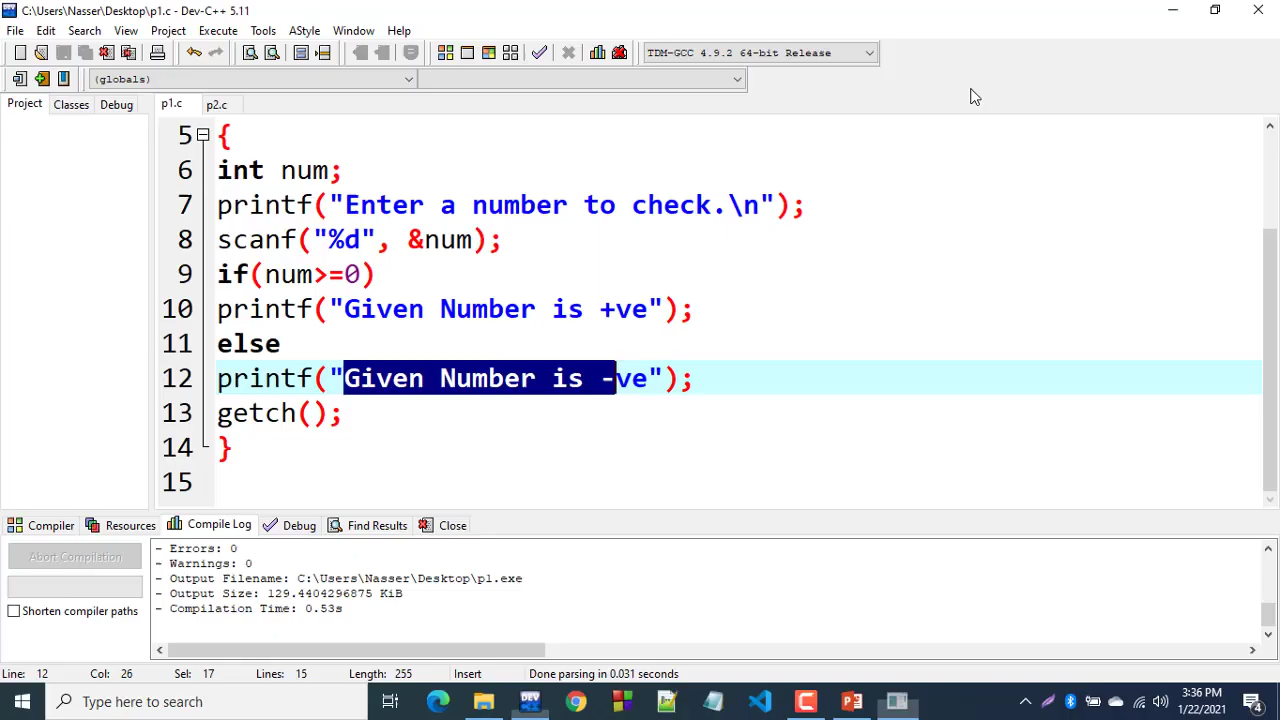 C:\Users\Nasser\Desktop\p1.c - Dev-C++ 5.11
File Edit Search View Project Execute Tools AStyle Window Help
TDM-GCC 4.9.2 64-bit Release
(globals)
Project Classes Debug p1.c p2.c
5 {
6 int num;
7 printf("Enter a number to check.\n");
8 scanf("%d", &num);
9 if(num>=0)
10 printf("Given Number is +ve");
11 else
12 printf("Given Number is -ve");
13 getch();
14 }
15
Compiler Resources Compile Log Debug Find Results Close
Abort Compilation
Shorten compiler paths
- Errors: 0
- Warnings: 0
- Output Filename: C:\Users\Nasser\Desktop\p1.exe
- Output Size: 129.4404296875 KiB
- Compilation Time: 0.53s
Line: 12 Col: 26 Sel: 17 Lines: 15 Length: 255 Insert Done parsing in 0.031 seconds
Type here to search
3:36 PM
1/22/2021
4